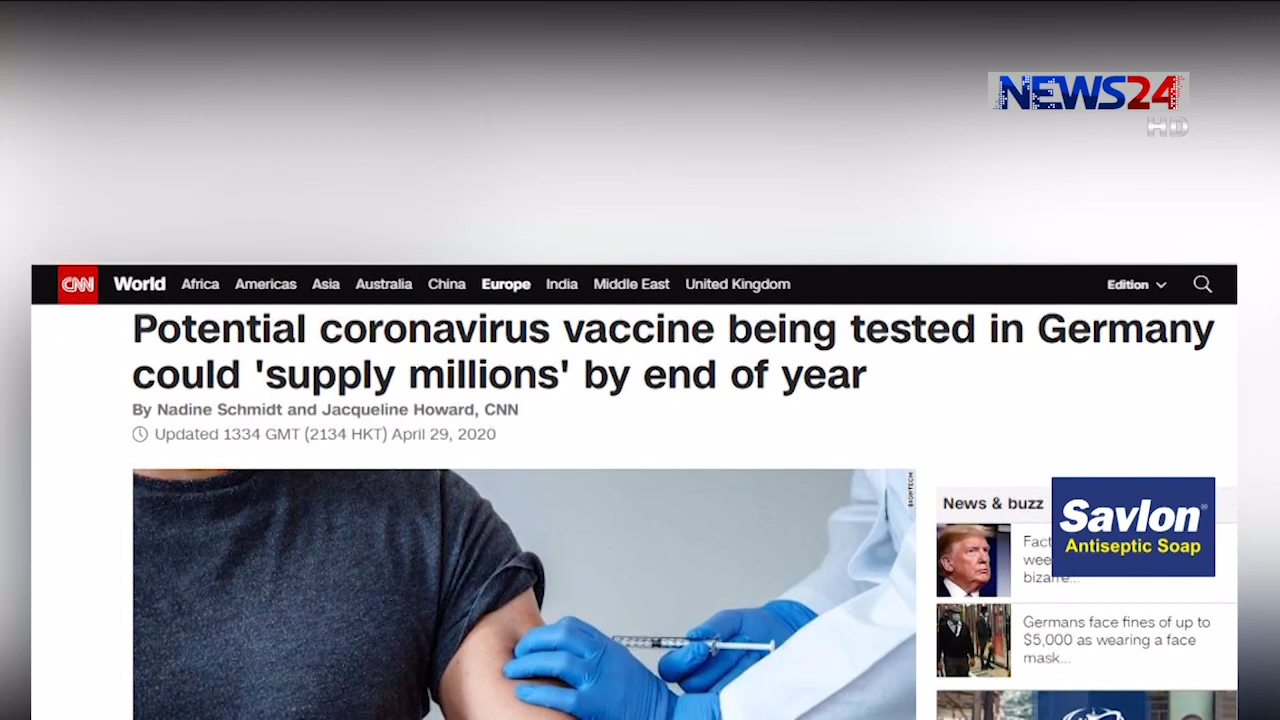 NEWS24
HD
CNN World Africa Americas Asia Australia China Europe India Middle East United Kingdom Edition
Potential coronavirus vaccine being tested in Germany
could 'supply millions' by end of year
By Nadine Schmidt and Jacqueline Howard, CNN
Updated 1334 GMT (2134 HKT) April 29, 2020
BIONTECH
News & buzz
Savlon®
Antiseptic Soap
Fact
bizarre...
Germans face fines of up to
$5,000 as wearing a face
mask...